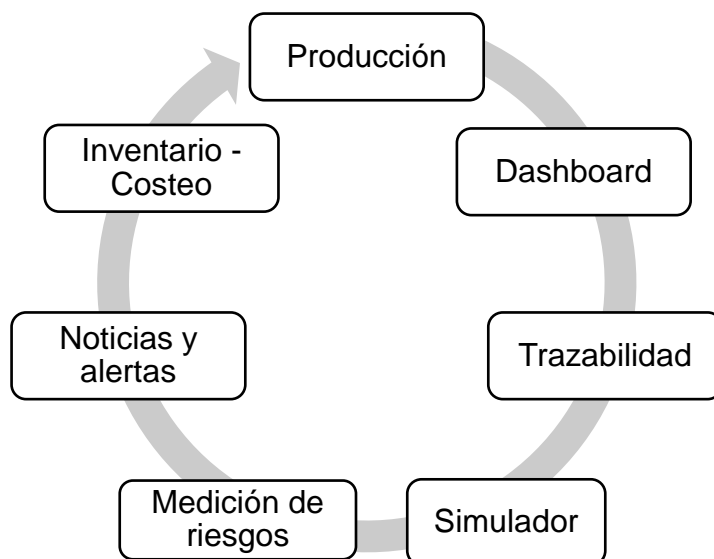 Producción
Dashboard
Trazabilidad
Simulador
Medición de
riesgos
Noticias y
alertas
Inventario -
Costeo